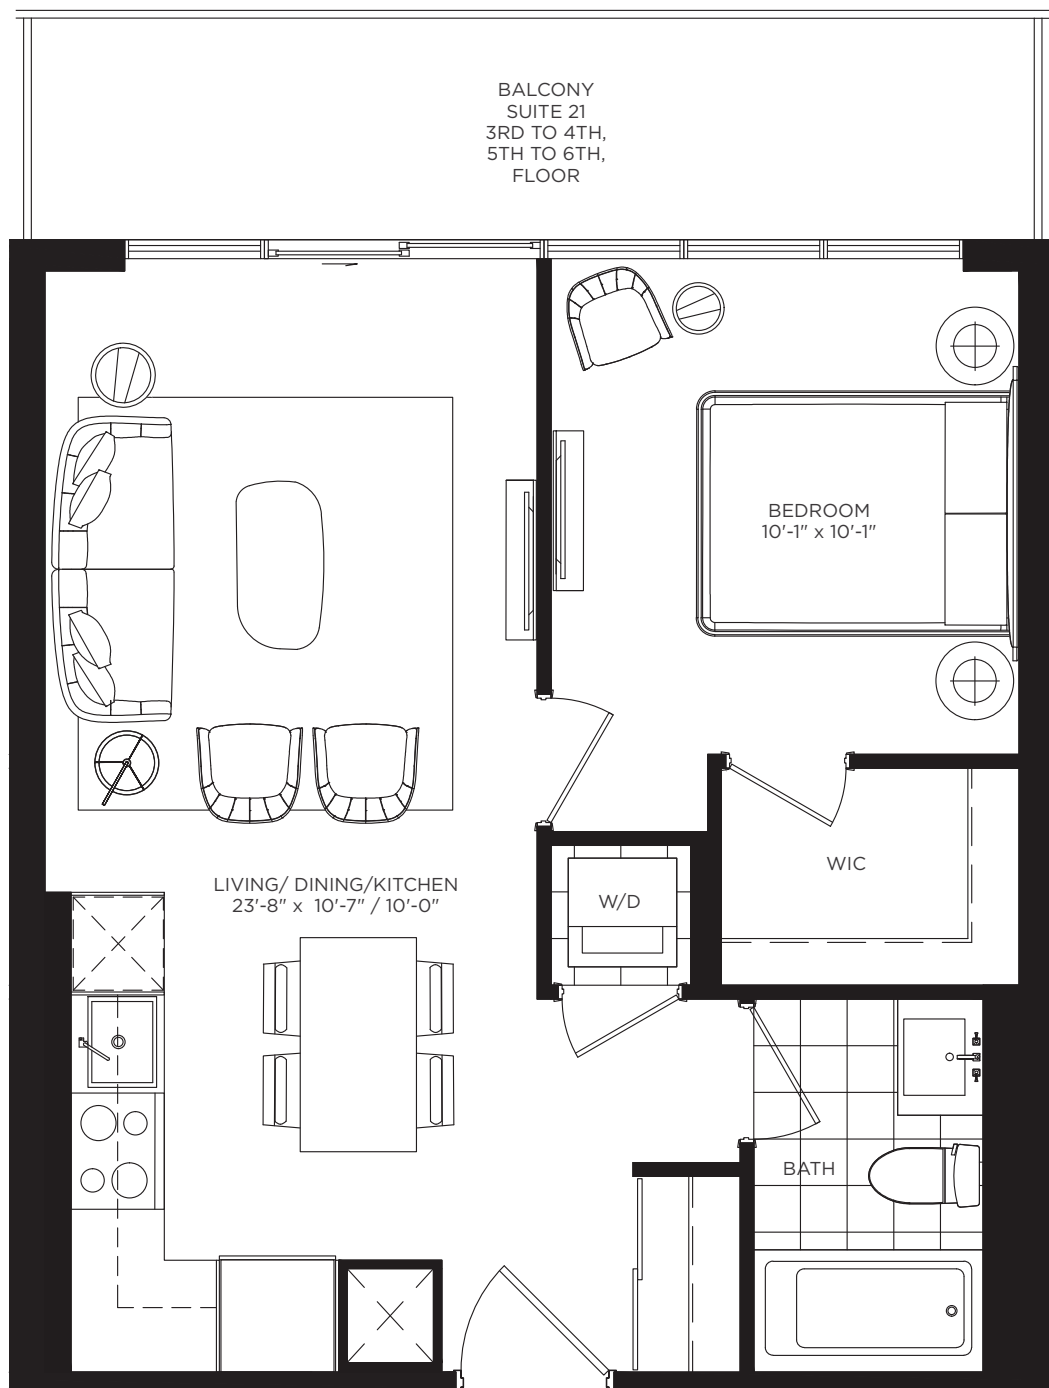 BALCONY
SUITE 21
3RD TO 4TH,
5TH TO 6TH,
FLOOR
BEDROOM
10'-1" x 10'-1"
WIC
LIVING/ DINING/KITCHEN
23'-8" x 10'-7" / 10'-0"
W/D
BATH